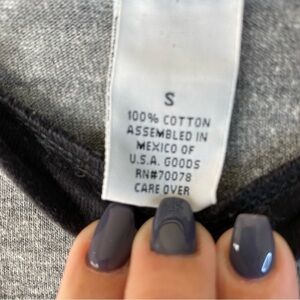 S
100% COTTON
ASSEMBLED IN
MEXICO OF
U.S.A. GOODS
RN#70078
CARE OVER